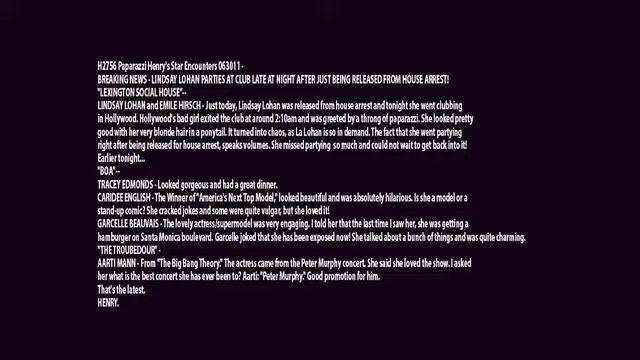 H2756 Paparazzi Henry's Star Encounters 063011 -
BREAKING NEWS - LINDSAY LOHAN PARTIES AT CLUB LATE AT NIGHT AFTER JUST BEING RELEASED FROM HOUSE ARREST!
"LEXINGTON SOCIAL HOUSE"--
LINDSAY LOHAN and EMILE HIRSCH - Just today, Lindsay Lohan was released from house arrest and tonight she went clubbing
in Hollywood. Hollywood's bad girl exited the club at around 2:10am and was greeted by a throng of paparazzi. She looked pretty
good with her very blonde hair in a ponytail. It turned into chaos, as La Lohan is so in demand. The fact that she went partying
right after being released for house arrest, speaks volumes. She missed partying so much and could not wait to get back into it!
Earlier tonight...
"BOA"--
TRACEY EDMONDS - Looked gorgeous and had a great dinner.
CARIDEE ENGLISH - The Winner of "America's Next Top Model," looked beautiful and was absolutely hilarious. Is she a model or a
stand-up comic? She cracked jokes and some were quite vulgar, but she loved it!
GARCELLE BEAUVAIS - The lovely actress/supermodel was very engaging. I told her that the last time I saw her, she was getting a
hamburger on Santa Monica boulevard. Garcelle joked that she has been exposed now! She talked about a bunch of things and was quite charming.
"THE TROUBEDOUR" -
AARTI MANN - From "The Big Bang Theory." The actress came from the Peter Murphy concert. She said she loved the show. I asked
her what is the best concert she has ever been to? Aarti: "Peter Murphy." Good promotion for him.
That's the latest.
HENRY.